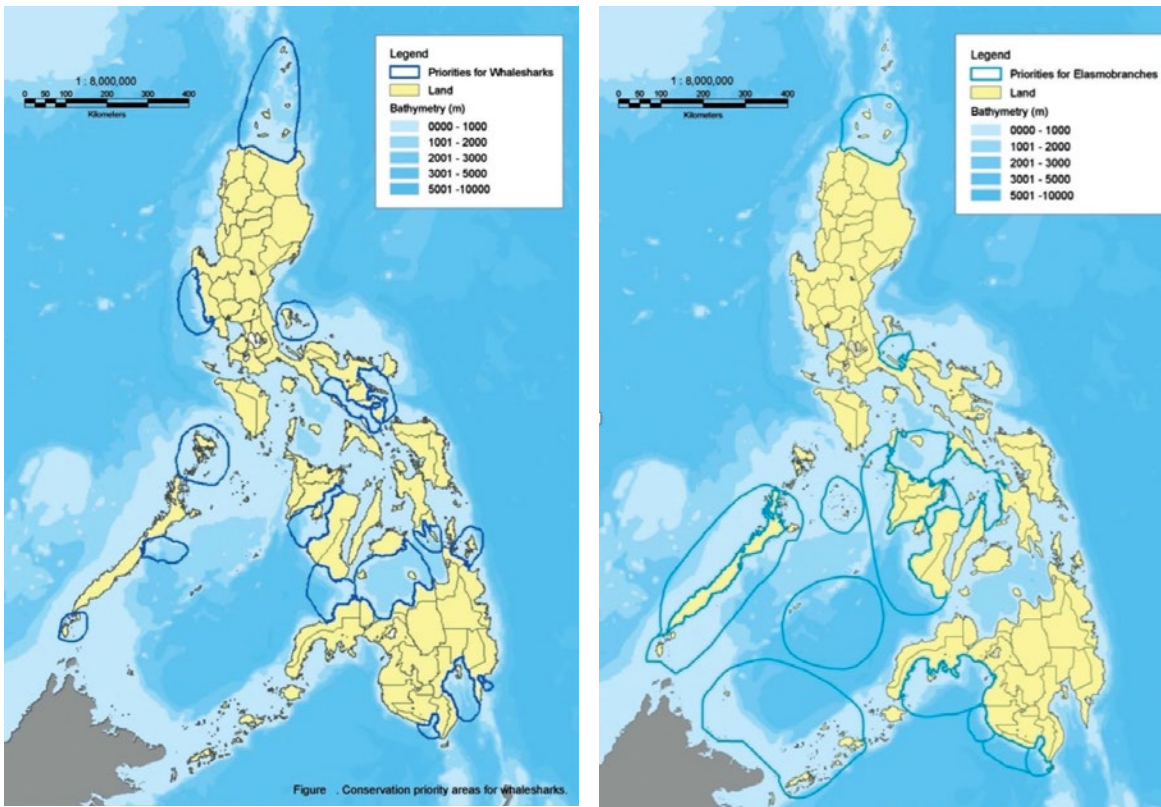 Legend
1 : 8,000,000
Priorities for Whalesharks
Land
0 50 100 200 300 400
Kilometers
Bathymetry (m)
0000 - 1000
1001 - 2000
2001 - 3000
3001 - 5000
5001 -10000
Figure . Conservation priority areas for whalesharks.
Legend
1 : 8,000,000
Priorities for Elasmobranches
Land
0 50 100 200 300 400
Kilometers
Bathymetry (m)
0000 - 1000
1001 - 2000
2001 - 3000
3001 - 5000
5001 -10000